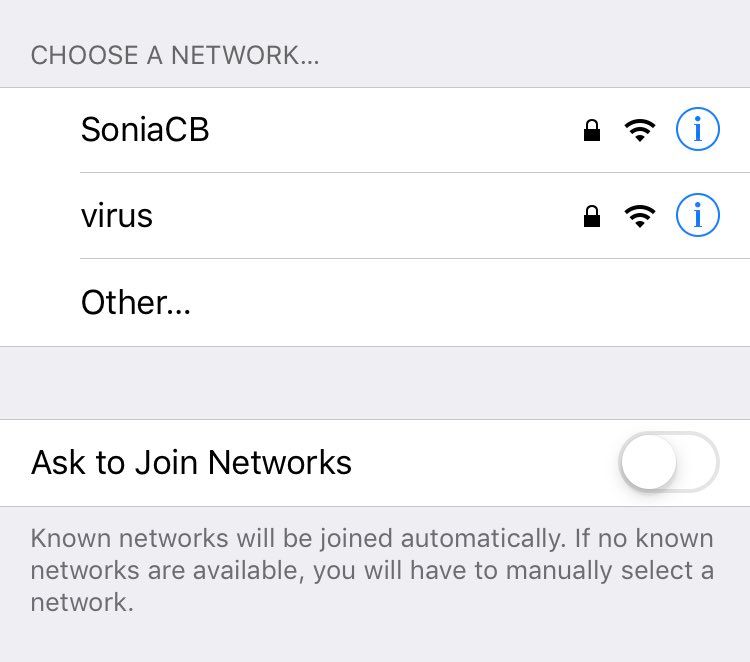 CHOOSE A NETWORK...
SoniaCB
i
virus
i
Other...
Ask to Join Networks
Known networks will be joined automatically. If no known
networks are available, you will have to manually select a
network.